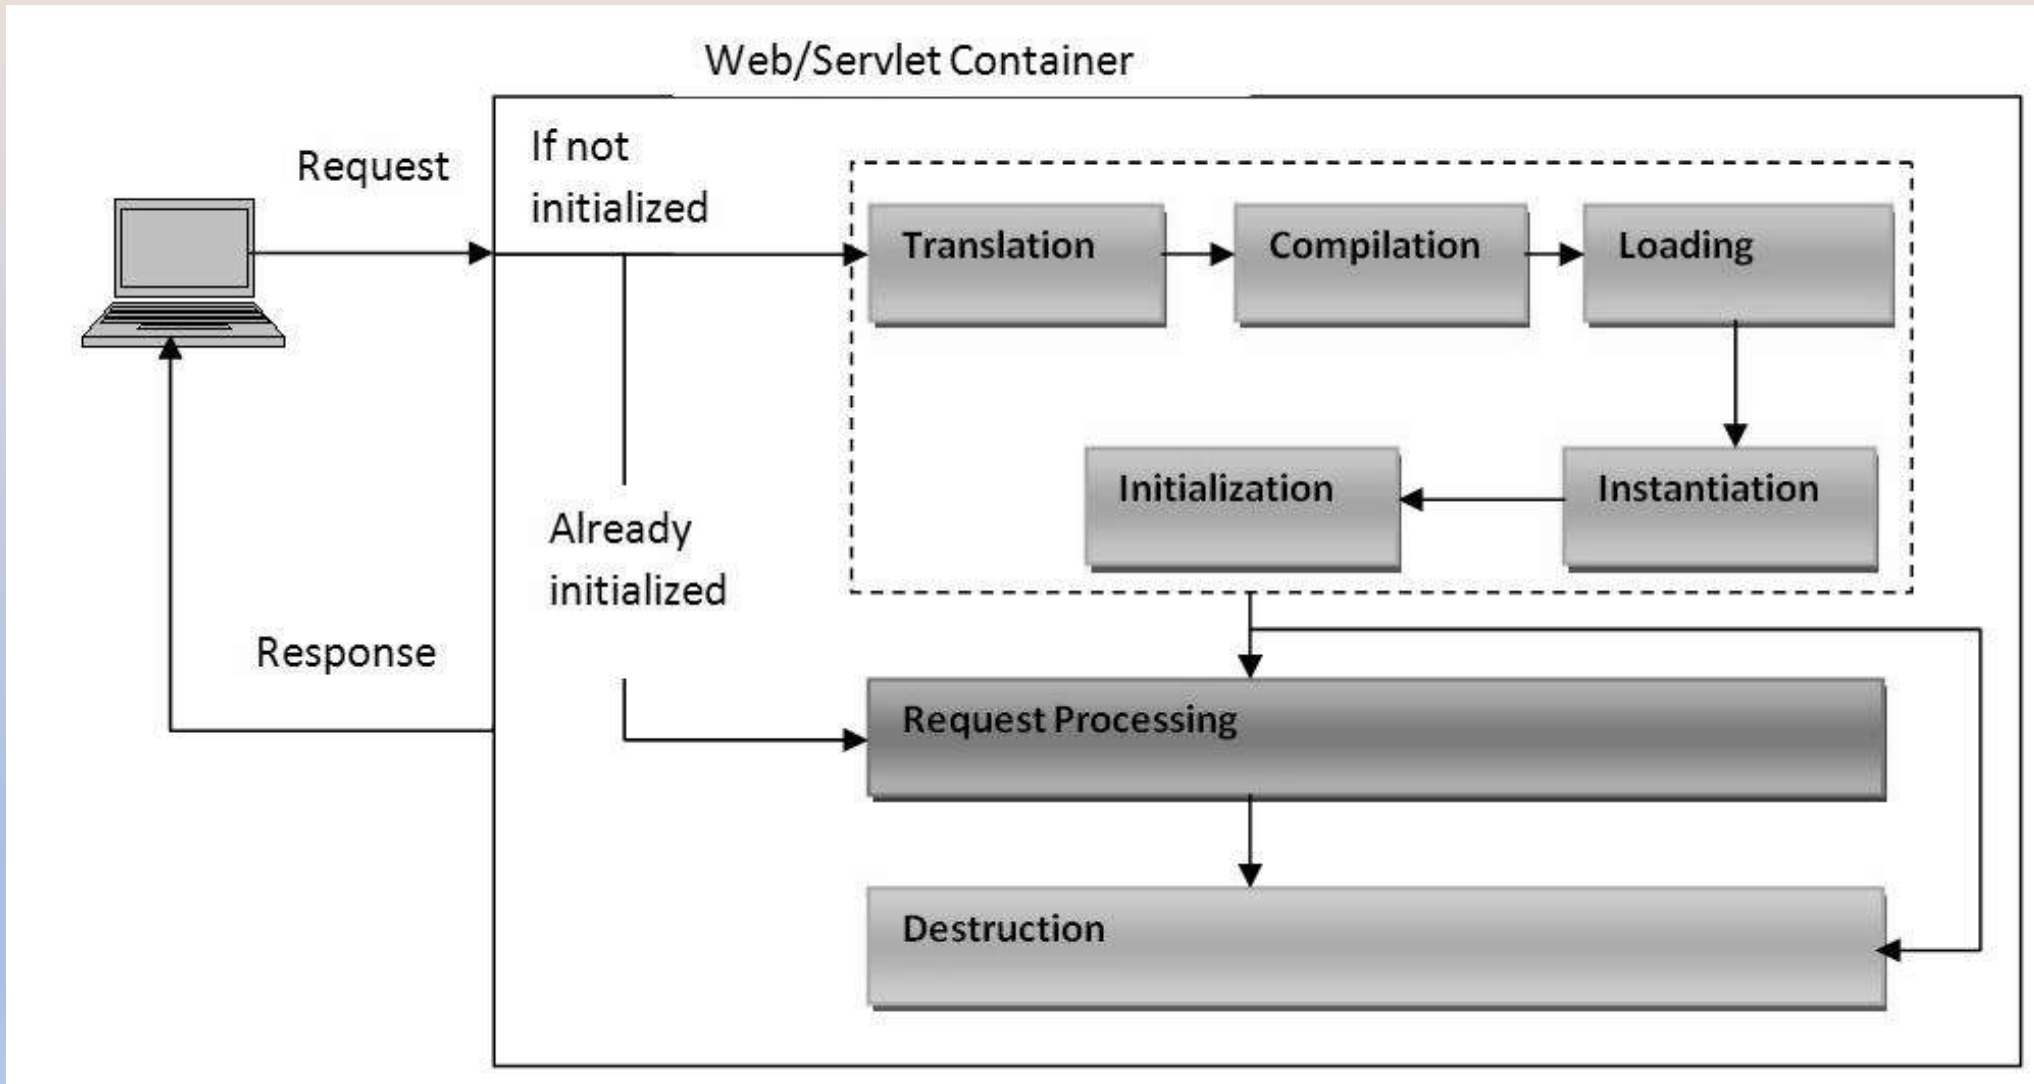 Web/Servlet Container
Request
If not
initialized
Translation
Compilation
Loading
Initialization
Instantiation
Already
initialized
Response
Request Processing
Destruction